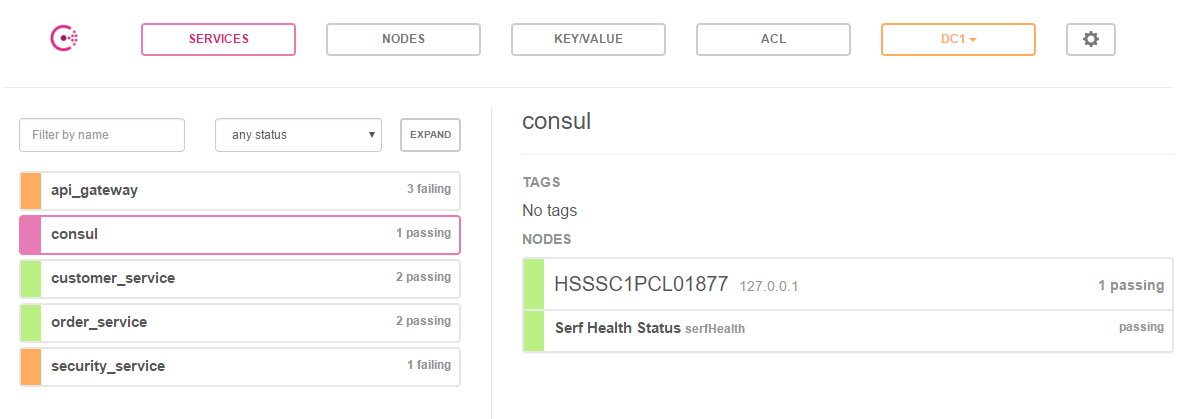 SERVICES NODES KEY/VALUE ACL DC1
Filter by name any status EXPAND
api_gateway 3 failing
consul 1 passing
customer_service 2 passing
order_service 2 passing
security_service 1 failing
consul
TAGS
No tags
NODES
HSSSC1PCL01877 127.0.0.1 1 passing
Serf Health Status serfHealth passing